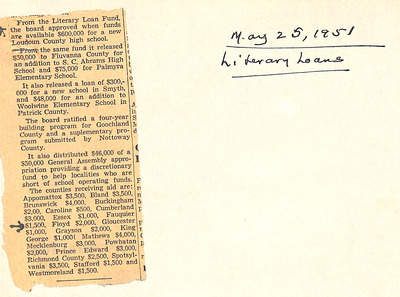 From the Literary Loan Fund,
the board approved when funds
are available $600,000 for a new
Loudoun County high school.
From the same fund it released
$30,000 to Fluvanna County for
an addition to S. C. Abrams High
School and $75,000 for Palmyra
Elementary School.
It also released a loan of $300,-
000 for a new school in Smyth,
and $48,000 for an addition to
Woolwine Elementary School in
Patrick County.
The board ratified a four-year
building program for Goochland
County and a suplementary pro-
gram submitted by Nottoway
County.
It also distributed $46,000 of a
$50,000 General Assembly appro-
priation providing a discretionary
fund to help localities who are
short of school operating funds.
The counties receiving aid are:
Appomattox $3,500, Bland $3,500,
Brunswick $4,000, Buckingham
$2,00, Caroline $500, Cumberland
$3,000, Essex $1,000, Fauquier
$1,500, Floyd $2,000, Gloucester
$1,000, Grayson $2,000, King
George $1,000( Mathews $4,000,
Mecklenburg $3,000, Powhatan
$2,000, Prince Edward $3,000,
Richmond County $2,500, Spotsyl-
vania $3,500, Stafford $1,500 and
Westmoreland $1,500.
May 25, 1951
Literary Loans